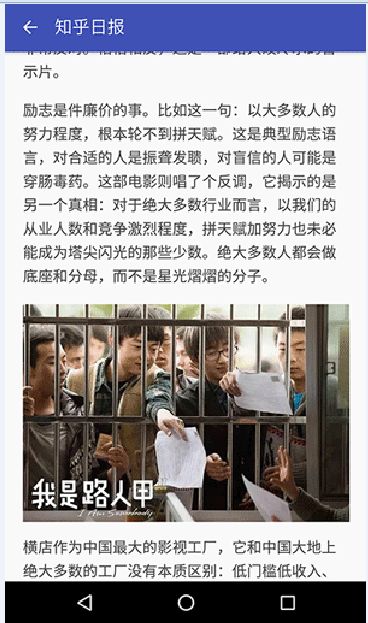 知乎日报
示片。
励志是件廉价的事。比如这一句：以大多数人的
努力程度，根本轮不到拼天赋。这是典型励志语
言，对合适的人是振聋发聩，对盲信的人可能是
穿肠毒药。这部电影则唱了个反调，它揭示的是
另一个真相：对于绝大多数行业而言，以我们的
从业人数和竞争激烈程度，拼天赋加努力也未必
能成为塔尖闪光的那些少数。绝大多数人都会做
底座和分母，而不是星光熠熠的分子。
我是路人甲
I Am Somebody
横店作为中国最大的影视工厂，它和中国大地上
绝大多数的工厂没有本质区别：低门槛低收入、